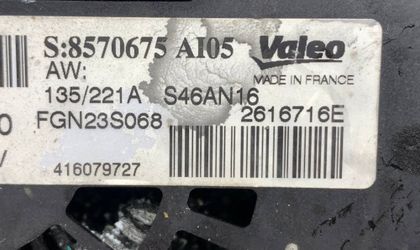 S:8570675 AI05 Valeo
AW: MADE IN FRANCE
135/221A S46AN16
FGN23S068 2616716E
416079727